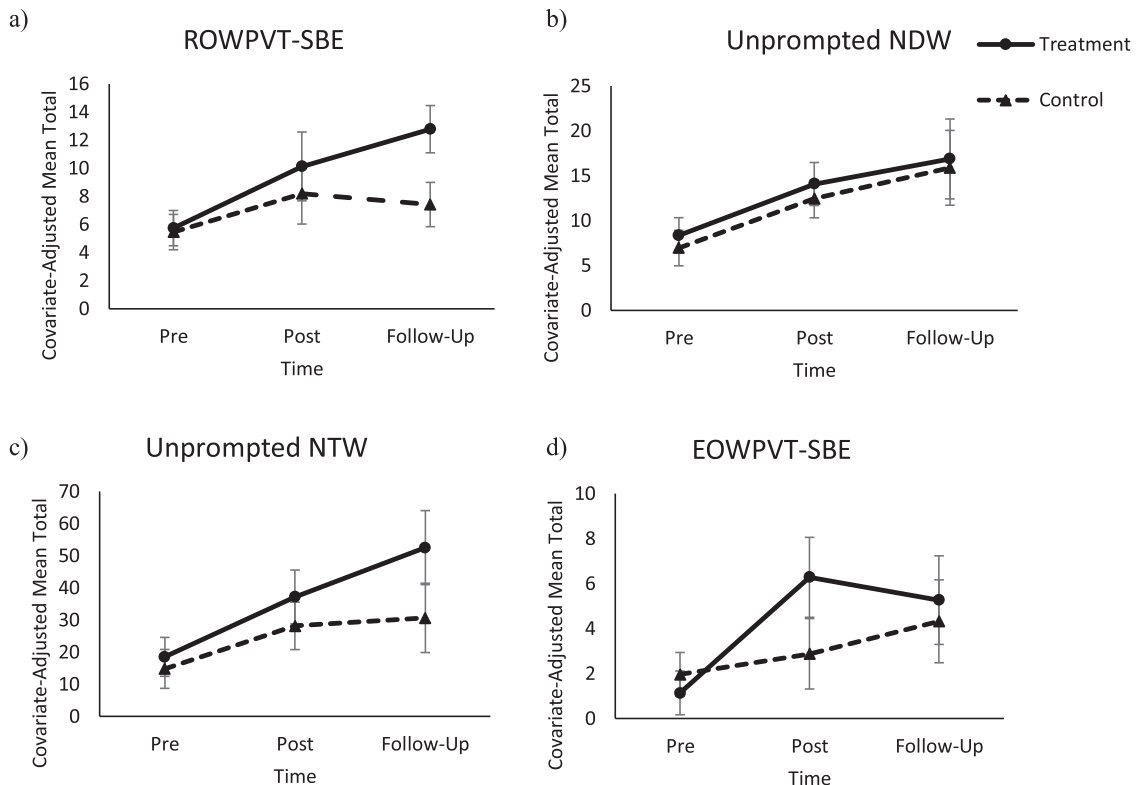 a)
ROWPVT-SBE
Covariate-Adjusted Mean Total
16
14
12
10
8
6
4
2
0
Pre Post Follow-Up
Time
b)
Unprompted NDW
Treatment
Control
Covariate-Adjusted Mean Total
25
20
15
10
5
0
Pre Post Follow-Up
Time
c)
Unprompted NTW
Covariate-Adjusted Mean Total
70
60
50
40
30
20
10
0
Pre Post Follow-Up
Time
d)
EOWPVT-SBE
Covariate-Adjusted Mean Total
10
8
6
4
2
0
Pre Post Follow-Up
Time